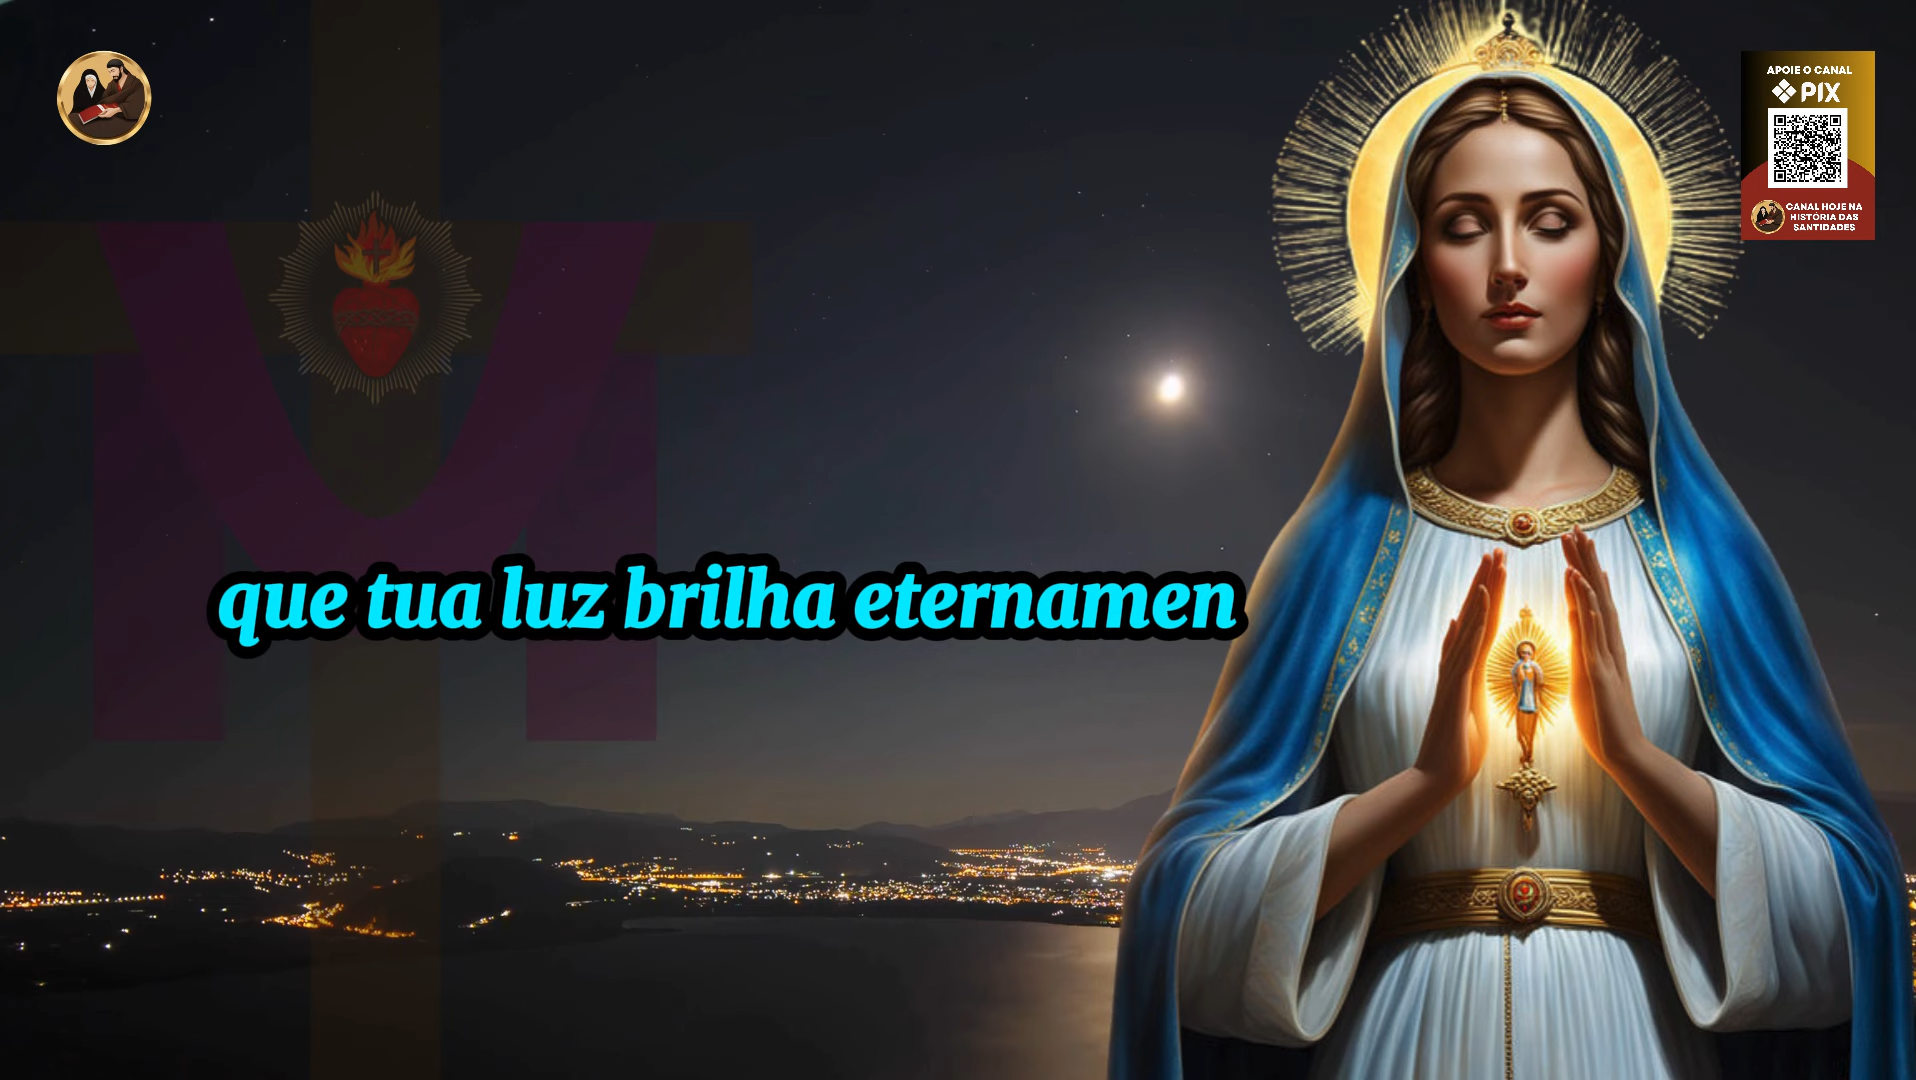 APOIE O CANAL
PIX
CANAL HOJE NA
HISTÓRIA DAS
SANTIDADES
que tua luz brilha eternamen